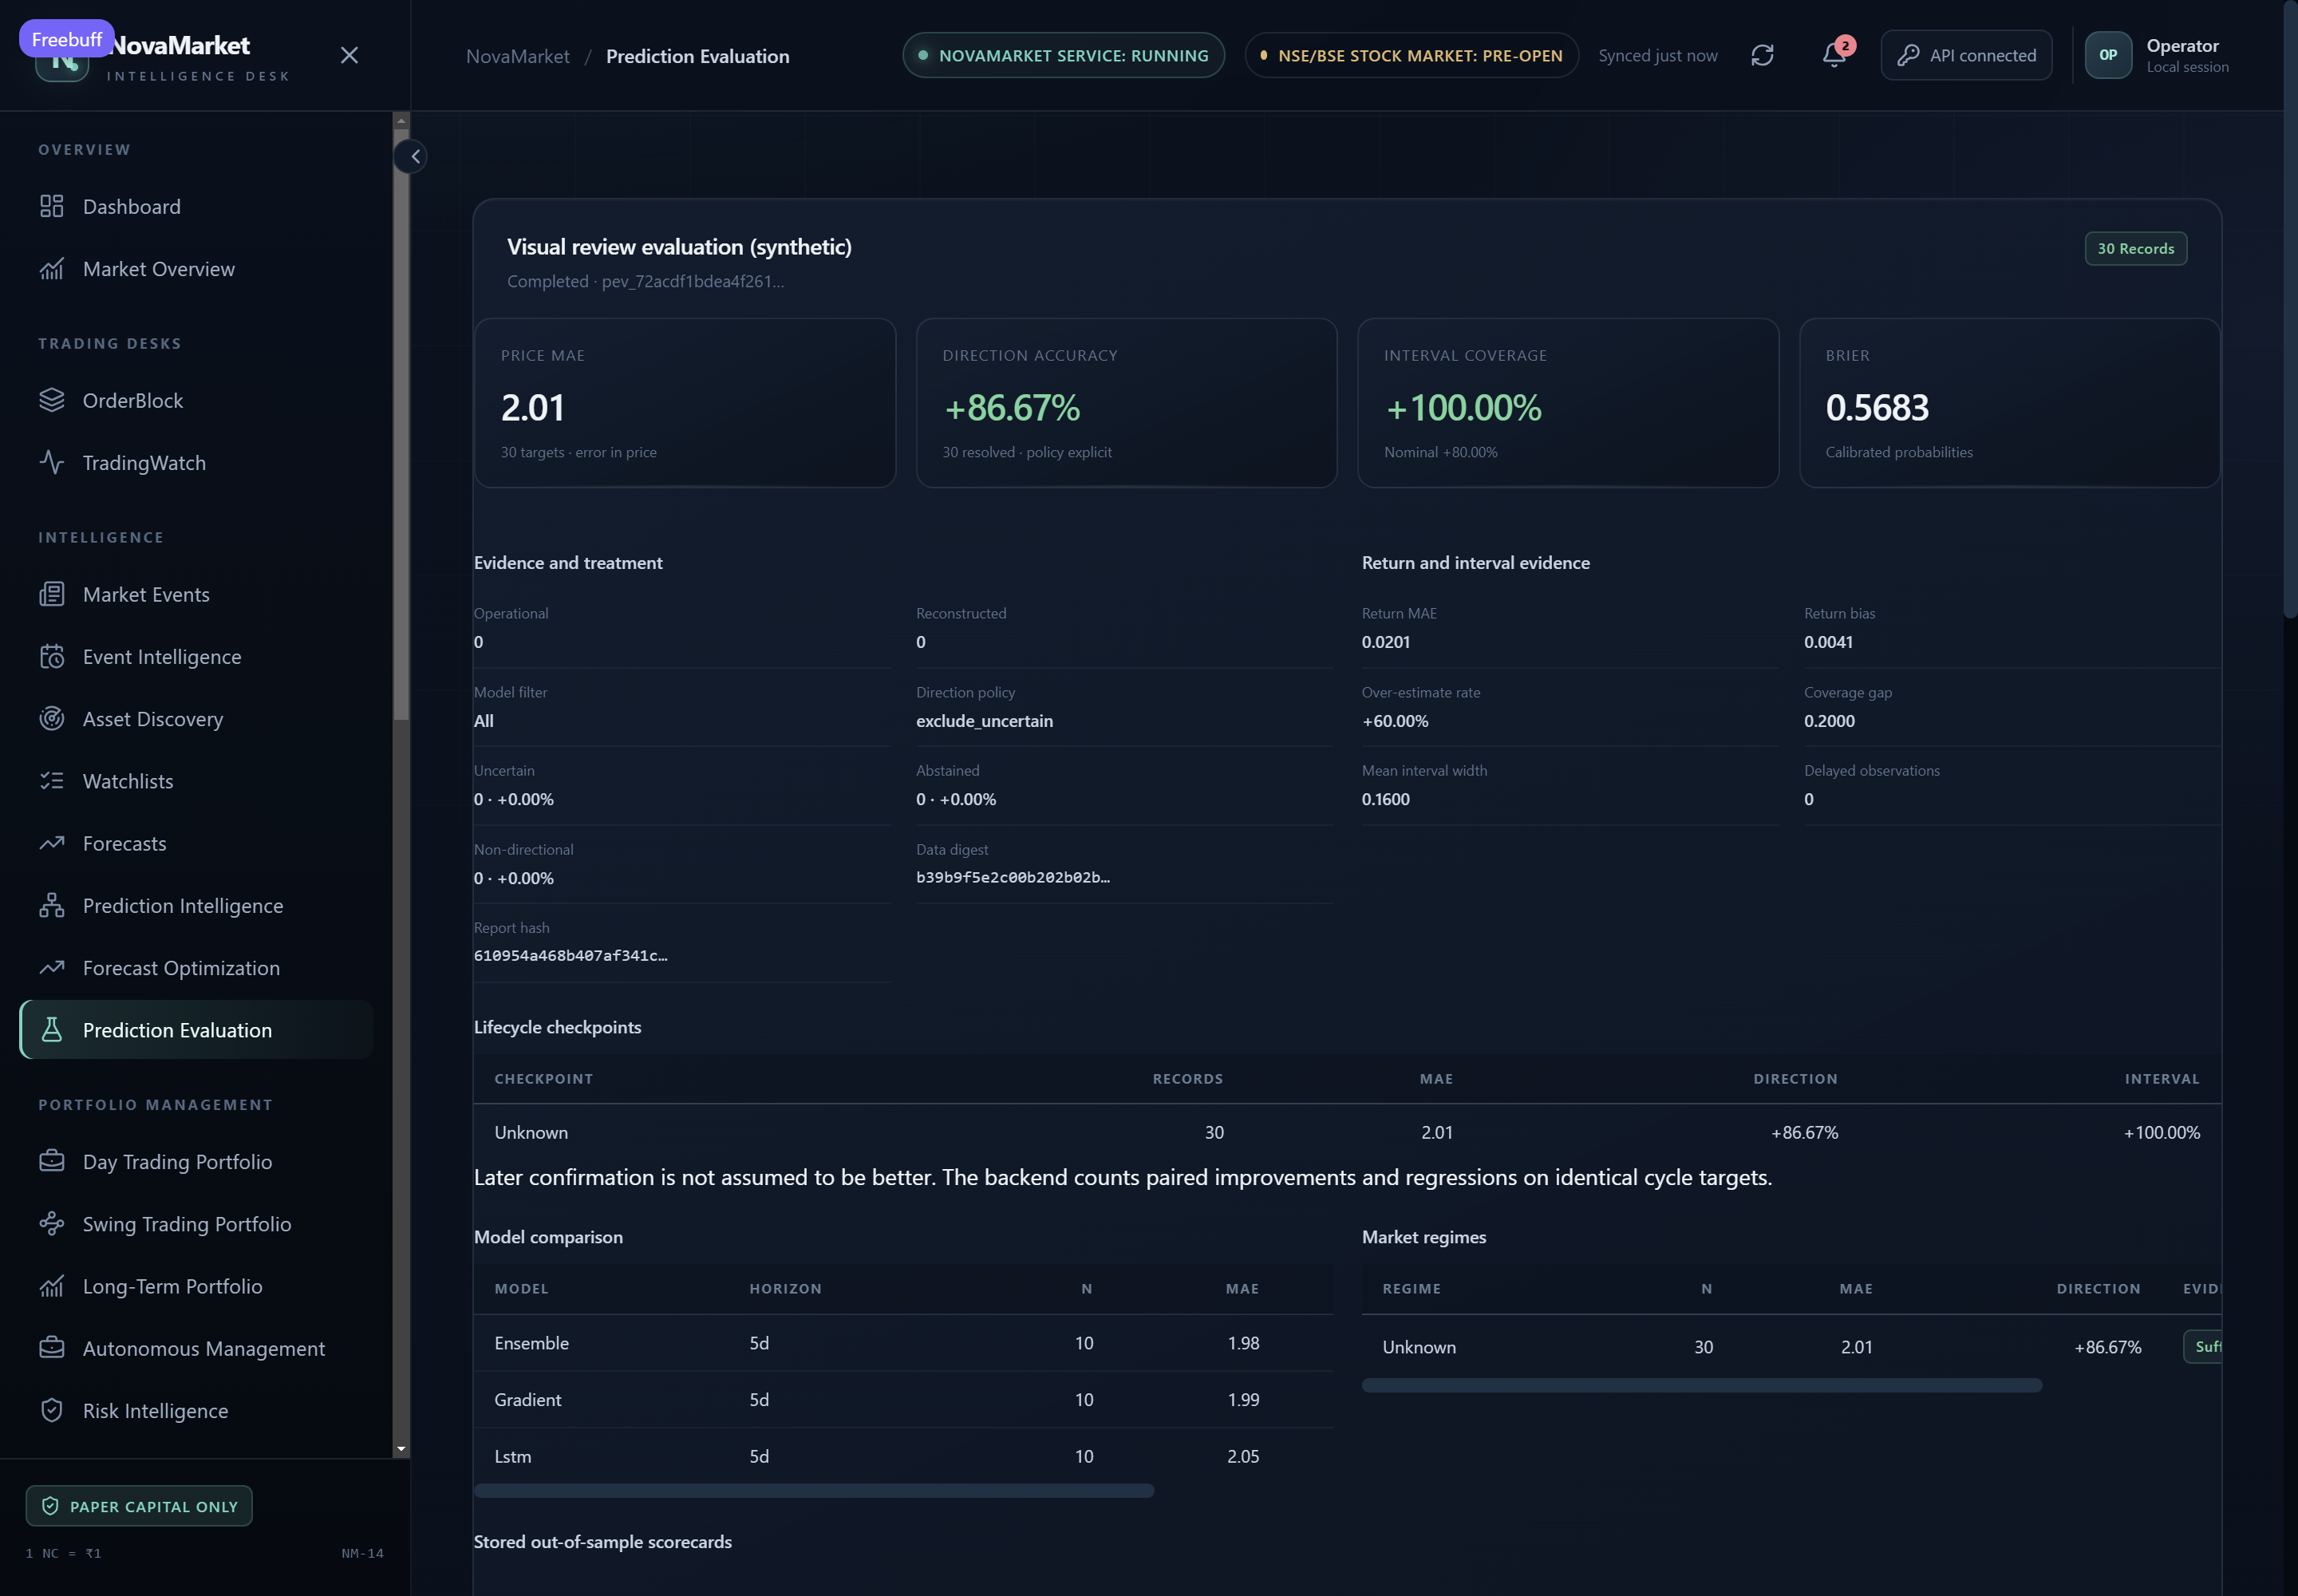 Freebuff
NovaMarket
INTELLIGENCE DESK
NovaMarket / Prediction Evaluation
NOVAMARKET SERVICE: RUNNING
NSE/BSE STOCK MARKET: PRE-OPEN
Synced just now
2
API connected
OP
Operator
Local session
OVERVIEW
Dashboard
Market Overview
TRADING DESKS
OrderBlock
TradingWatch
INTELLIGENCE
Market Events
Event Intelligence
Asset Discovery
Watchlists
Forecasts
Prediction Intelligence
Forecast Optimization
Prediction Evaluation
PORTFOLIO MANAGEMENT
Day Trading Portfolio
Swing Trading Portfolio
Long-Term Portfolio
Autonomous Management
Risk Intelligence
PAPER CAPITAL ONLY
1 NC = ₹1 NM-14
Visual review evaluation (synthetic)
Completed · pev_72acdf1bdea4f261...
30 Records
PRICE MAE
2.01
30 targets · error in price
DIRECTION ACCURACY
+86.67%
30 resolved · policy explicit
INTERVAL COVERAGE
+100.00%
Nominal +80.00%
BRIER
0.5683
Calibrated probabilities
Evidence and treatment
Operational
0
Reconstructed
0
Model filter
All
Direction policy
exclude_uncertain
Uncertain
0 · +0.00%
Abstained
0 · +0.00%
Non-directional
0 · +0.00%
Data digest
b39b9f5e2c00b202b02b…
Report hash
610954a468b407af341c…
Return and interval evidence
Return MAE
0.0201
Return bias
0.0041
Over-estimate rate
+60.00%
Coverage gap
0.2000
Mean interval width
0.1600
Delayed observations
0
Lifecycle checkpoints
CHECKPOINT RECORDS MAE DIRECTION INTERVAL
Unknown 30 2.01 +86.67% +100.00%
Later confirmation is not assumed to be better. The backend counts paired improvements and regressions on identical cycle targets.
Model comparison
MODEL HORIZON N MAE
Ensemble 5d 10 1.98
Gradient 5d 10 1.99
Lstm 5d 10 2.05
Market regimes
REGIME N MAE DIRECTION EVID
Unknown 30 2.01 +86.67% Suf
Stored out-of-sample scorecards